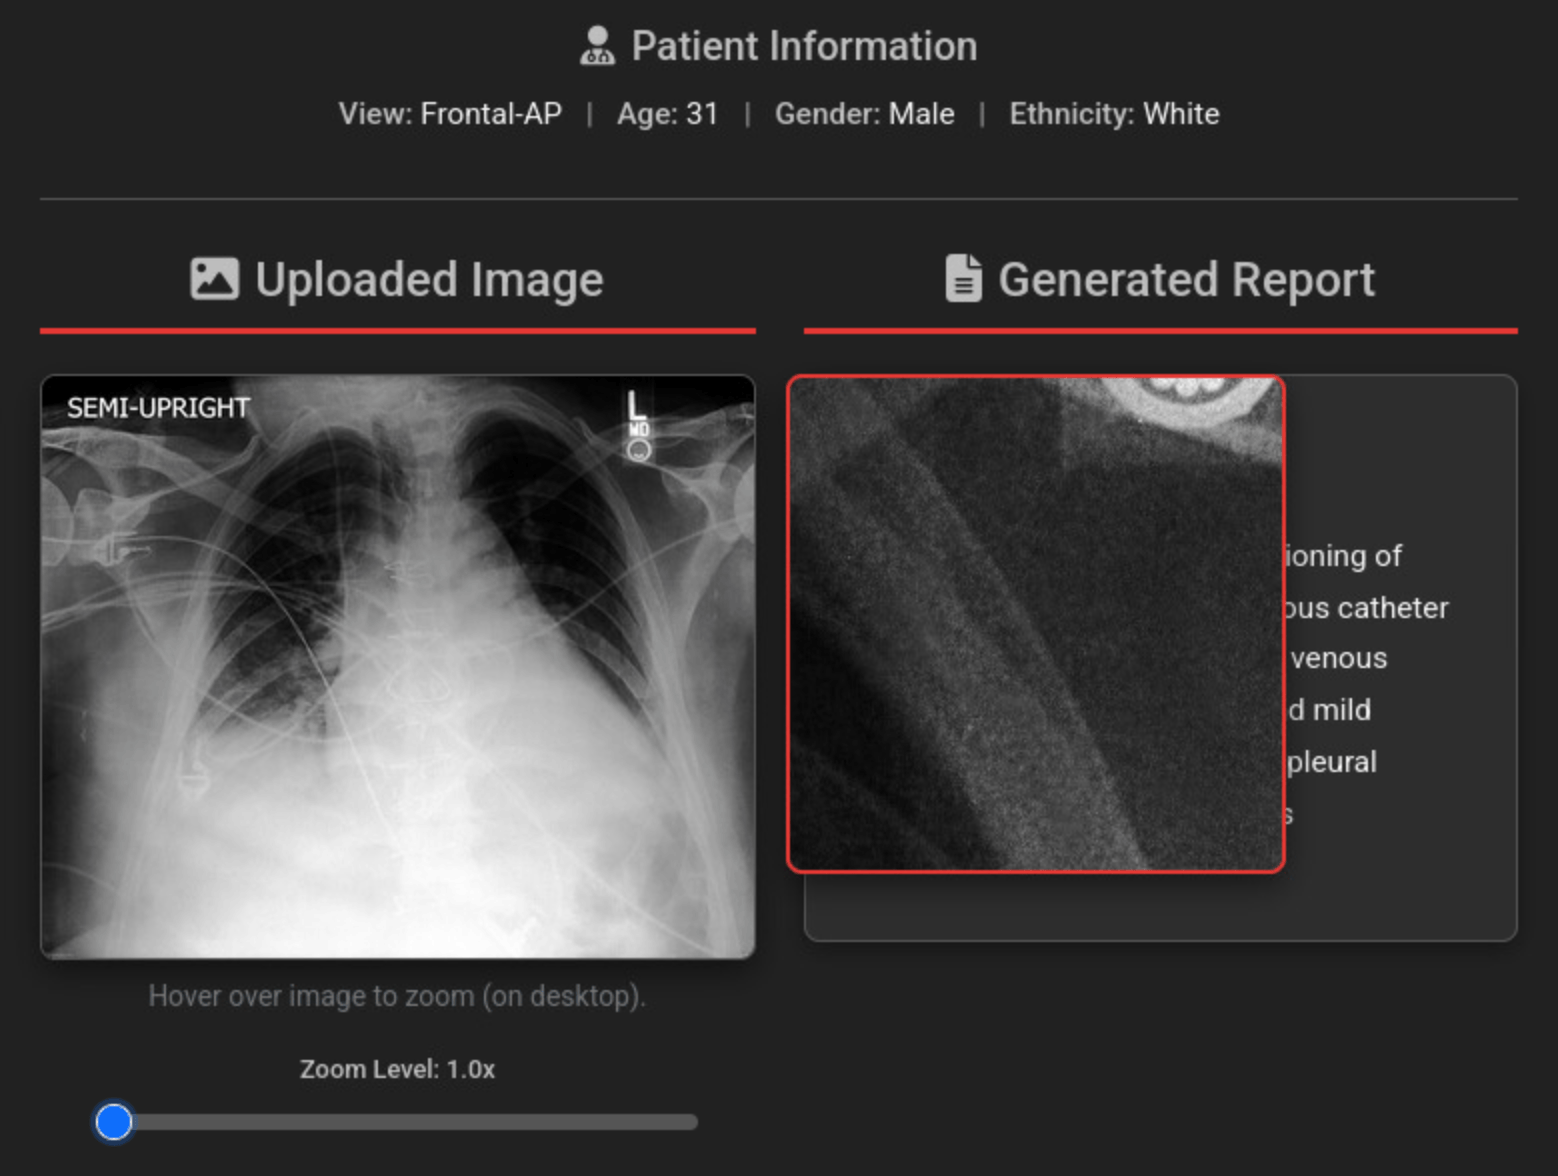 Patient Information
View: Frontal-AP | Age: 31 | Gender: Male | Ethnicity: White
Uploaded Image
Generated Report
SEMI-UPRIGHT
L
MO
ioning of
ous catheter
venous
d mild
pleural
s
Hover over image to zoom (on desktop).
Zoom Level: 1.0x